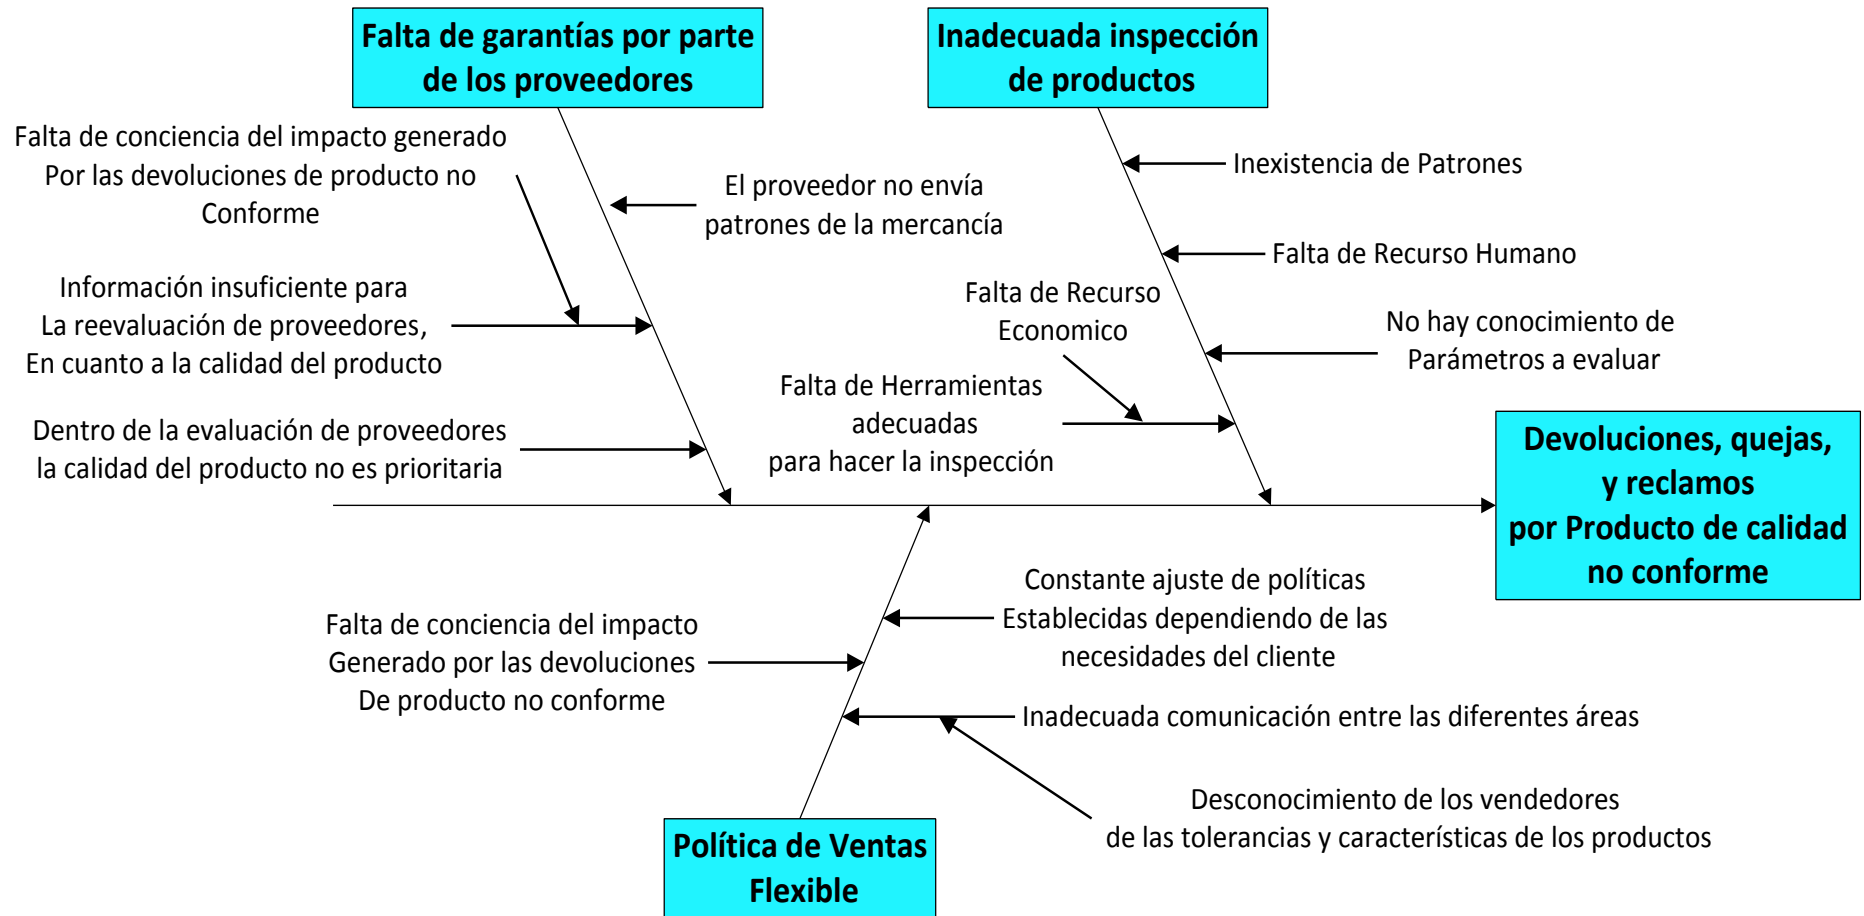 Falta de garantías por parte
de los proveedores
Inadecuada inspección
de productos
Falta de conciencia del impacto generado
Por las devoluciones de producto no
Conforme
El proveedor no envía
patrones de la mercancía
Inexistencia de Patrones
Falta de Recurso Humano
Información insuficiente para
La reevaluación de proveedores,
En cuanto a la calidad del producto
Falta de Recurso
Economico
No hay conocimiento de
Parámetros a evaluar
Falta de Herramientas
adecuadas
para hacer la inspección
Dentro de la evaluación de proveedores
la calidad del producto no es prioritaria
Devoluciones, quejas,
y reclamos
por Producto de calidad
no conforme
Constante ajuste de políticas
Establecidas dependiendo de las
necesidades del cliente
Falta de conciencia del impacto
Generado por las devoluciones
De producto no conforme
Inadecuada comunicación entre las diferentes áreas
Desconocimiento de los vendedores
de las tolerancias y características de los productos
Política de Ventas
Flexible